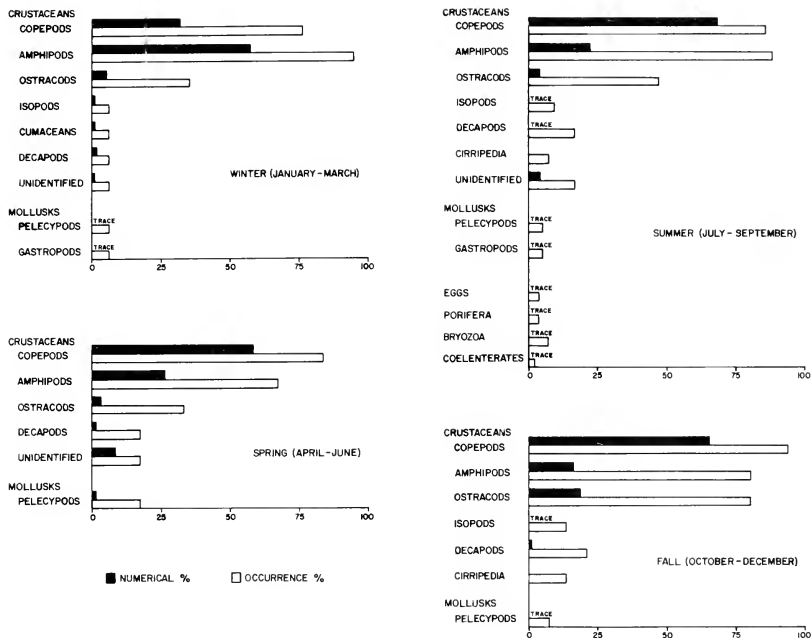 CRUSTACEANS
COPEPODS
AMPHIPODS
OSTRACODS
ISOPODS
CUMACEANS
DECAPODS
UNIDENTIFIED
WINTER (JANUARY-MARCH)
MOLLUSKS
PELECYPODS TRACE
GASTROPODS TRACE
0 25 50 75 100
CRUSTACEANS
COPEPODS
AMPHIPODS
OSTRACODS
DECAPODS
UNIDENTIFIED
SPRING (APRIL-JUNE)
MOLLUSKS
PELECYPODS
0 25 50 75 100
NUMERICAL % OCCURRENCE %
CRUSTACEANS
COPEPODS
AMPHIPODS
OSTRACODS
ISOPODS TRACE
DECAPODS TRACE
CIRRIPEDIA
UNIDENTIFIED
MOLLUSKS
PELECYPODS TRACE
SUMMER (JULY-SEPTEMBER)
GASTROPODS TRACE
EGGS TRACE
PORIFERA TRACE
BRYOZOA TRACE
COELENTERATES TRACE
0 25 50 75 100
CRUSTACEANS
COPEPODS
AMPHIPODS
OSTRACODS
ISOPODS TRACE
DECAPODS
FALL (OCTOBER-DECEMBER)
CIRRIPEDIA
MOLLUSKS
PELECYPODS TRACE
0 25 50 75 100